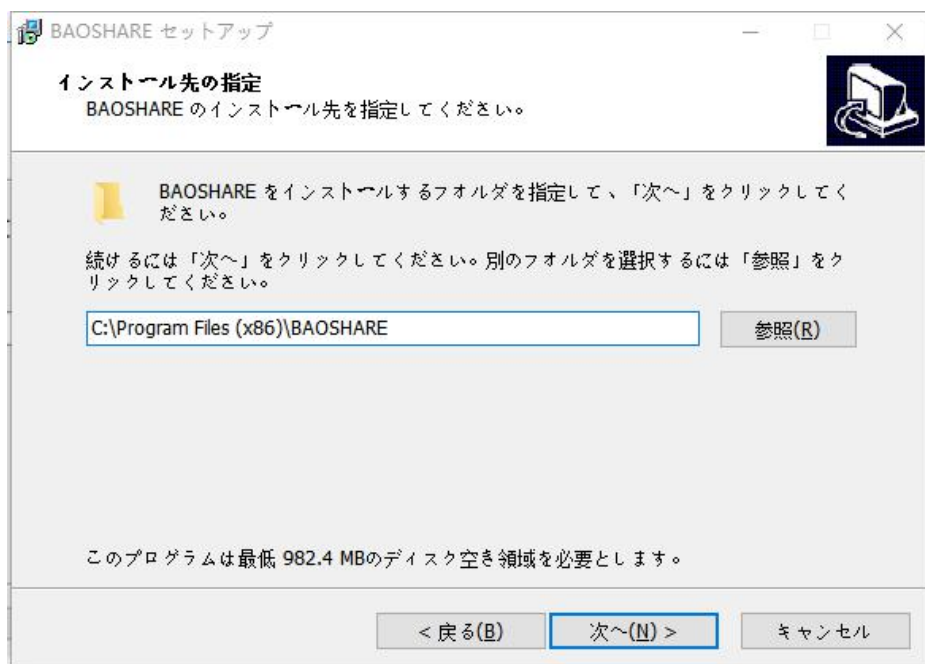 BAOSHARE セットアップ
インストール先の指定
BAOSHARE のインストール先を指定してください。
BAOSHARE をインストールするフォルダを指定して、「次へ」をクリックしてく
ださい。
続けるには「次へ」をクリックしてください。別のフォルダを選択するには「参照」をク
リックしてください。
C:\Program Files (x86)\BAOSHARE
参照(R)
このプログラムは最低 982.4 MBのディスク空き領域を必要とします。
< 戻る(B)
次へ(N) >
キャンセル